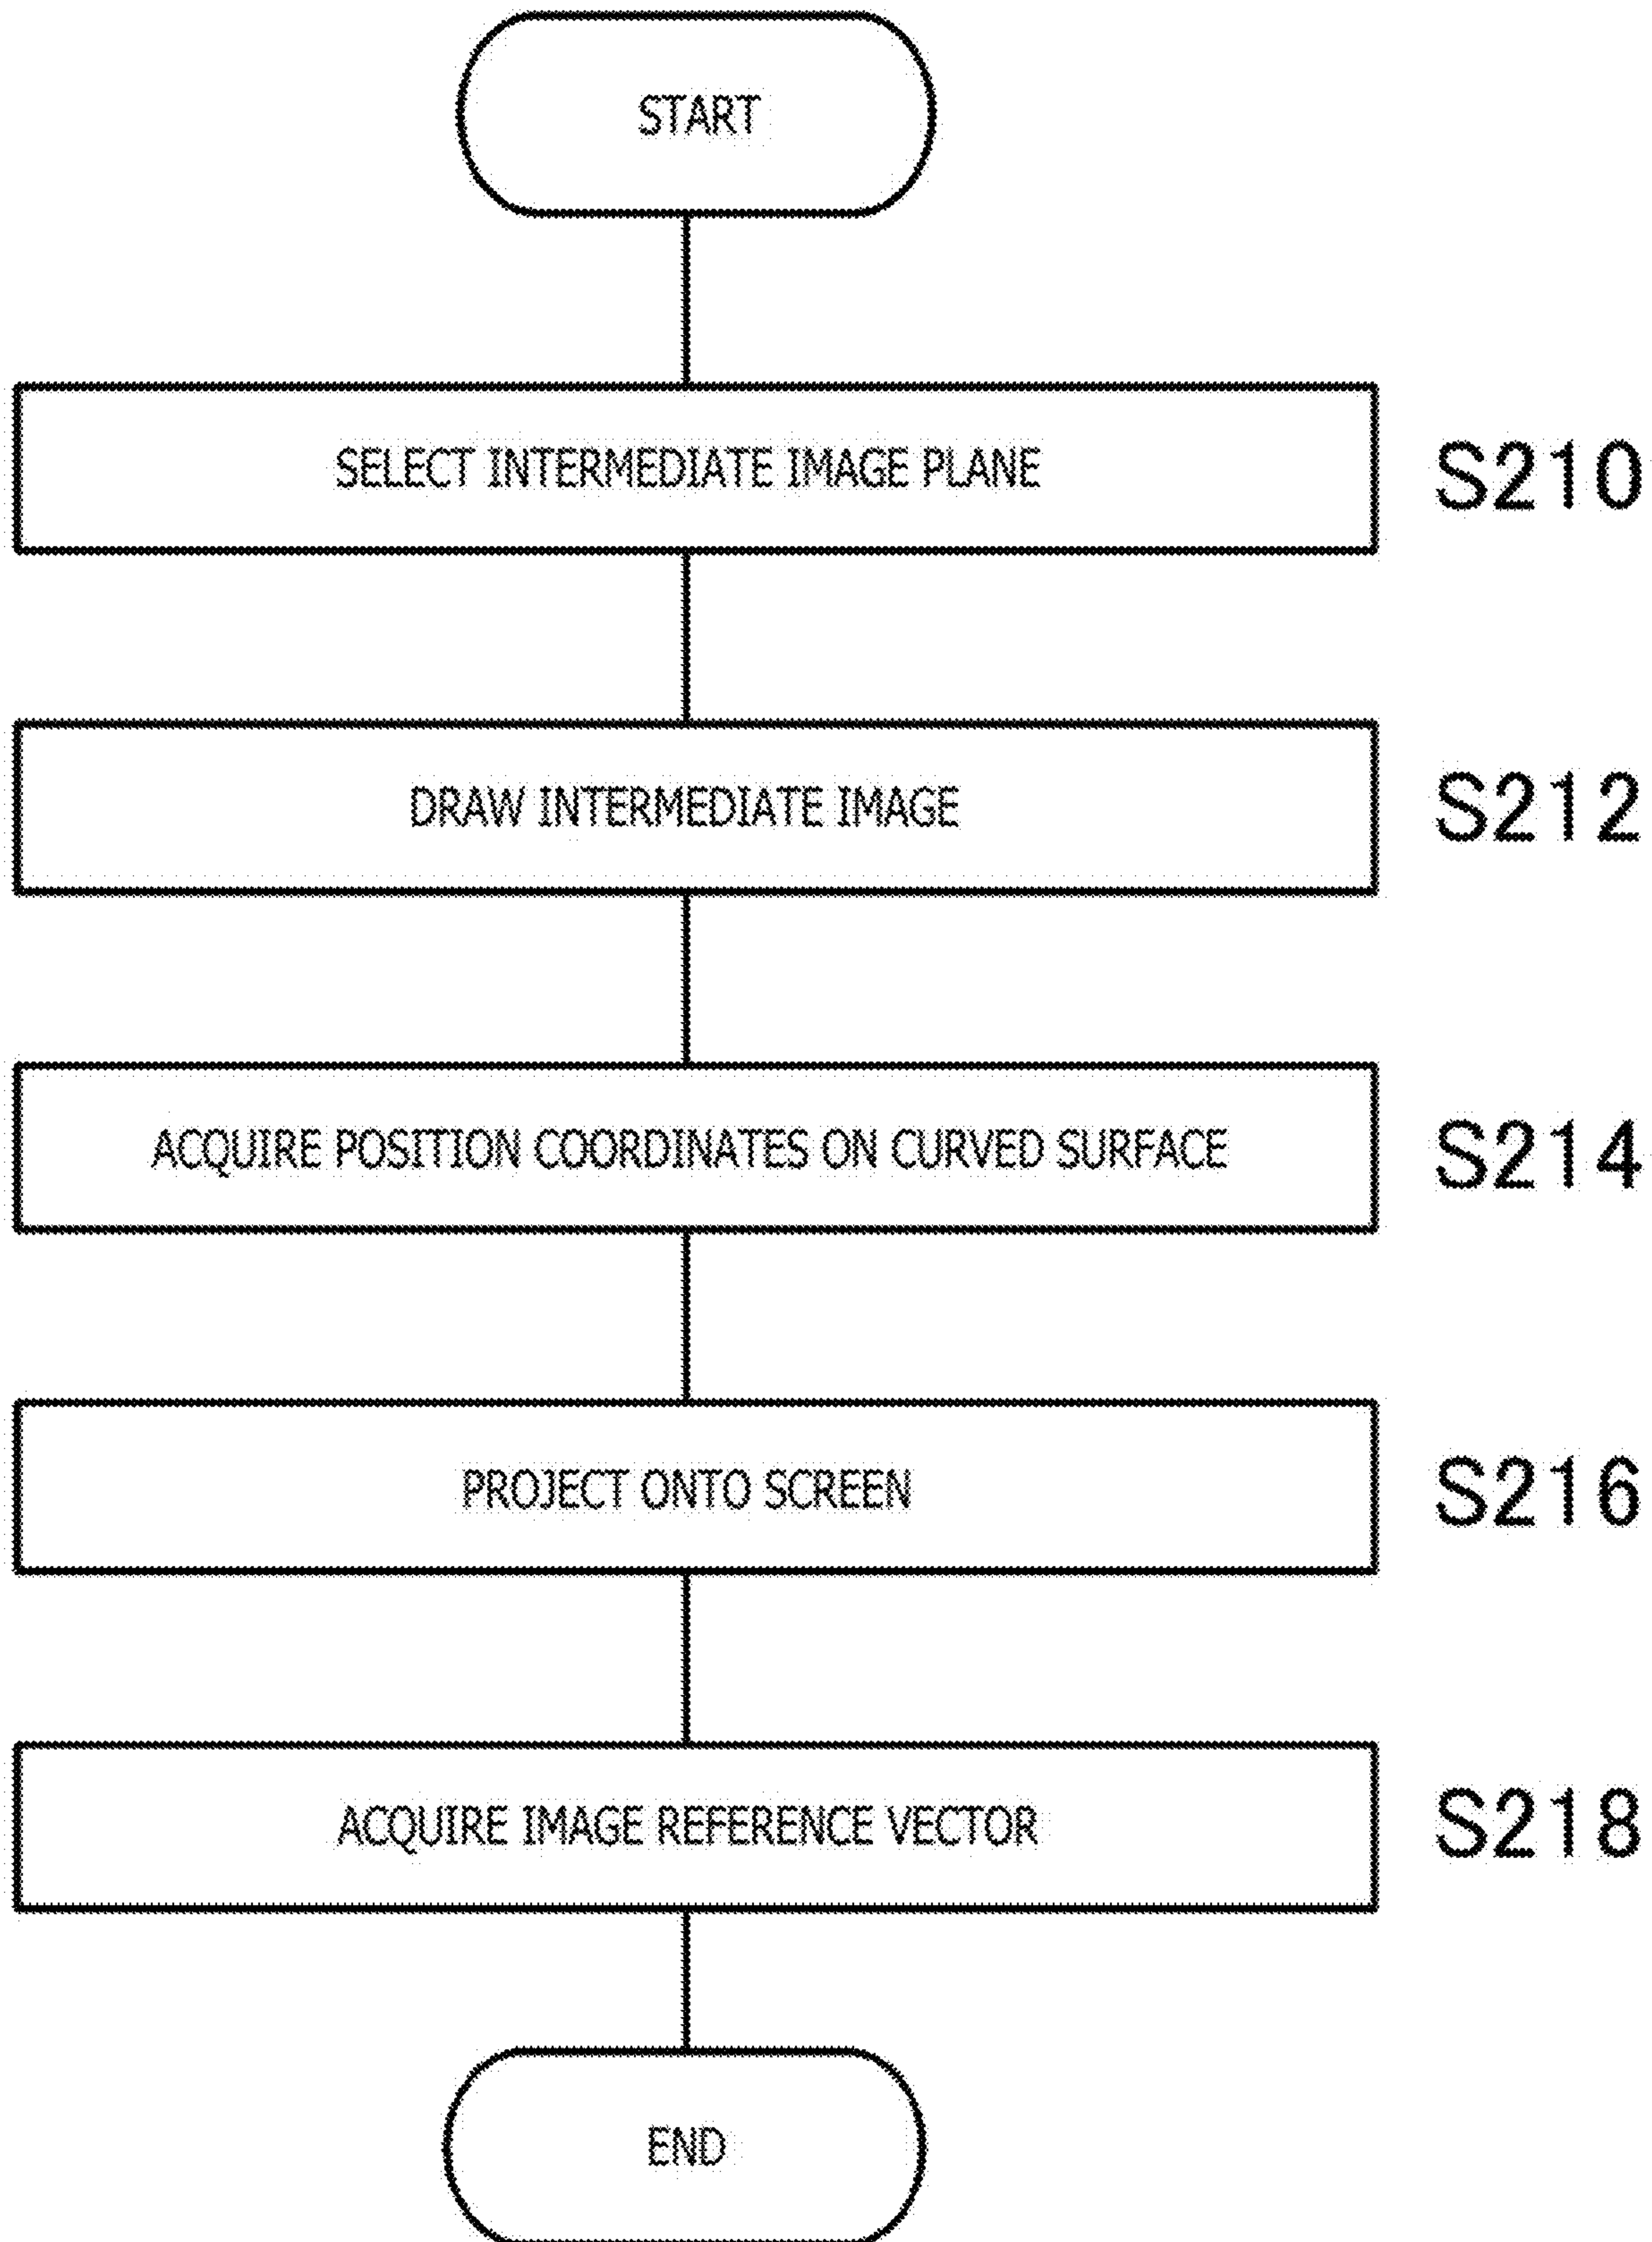 START
SELECT INTERMEDIATE IMAGE PLANE
S210
DRAW INTERMEDIATE IMAGE
S212
ACQUIRE POSITION COORDINATES ON CURVED SURFACE
S214
PROJECT ONTO SCREEN
S216
ACQUIRE IMAGE REFERENCE VECTOR
S218
END